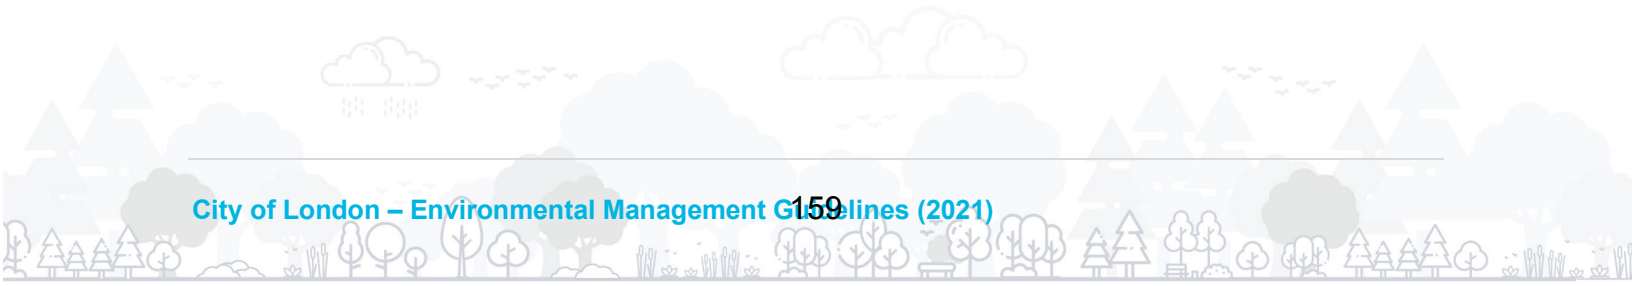 City of London – Environmental Management Guidelines (2021)
159